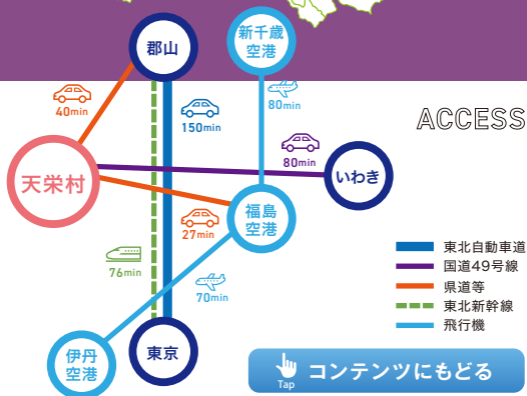 郡山
新千歳
空港
40min
150min
80min
ACCESS
80min
天栄村
いわき
福島
空港
27min
76min
70min
東北自動車道
国道49号線
県道等
東北新幹線
飛行機
伊丹
空港
東京
Tap
コンテンツにもどる